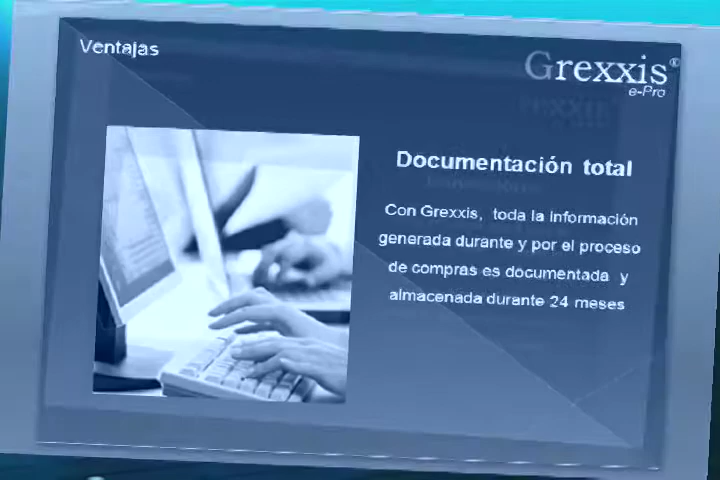 Ventajas
Grexxis®
e-Pro
Documentación total
Con Grexxis, toda la información
generada durante y por el proceso
de compras es documentada y
almacenada durante 24 meses